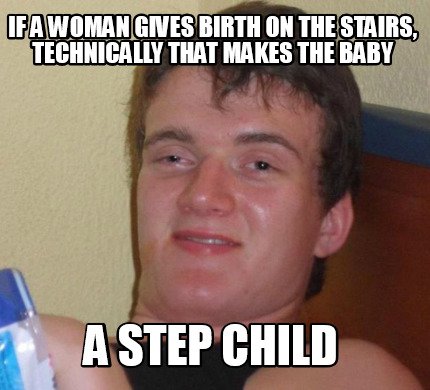 IF A WOMAN GIVES BIRTH ON THE STAIRS,
TECHNICALLY THAT MAKES THE BABY
A STEP CHILD